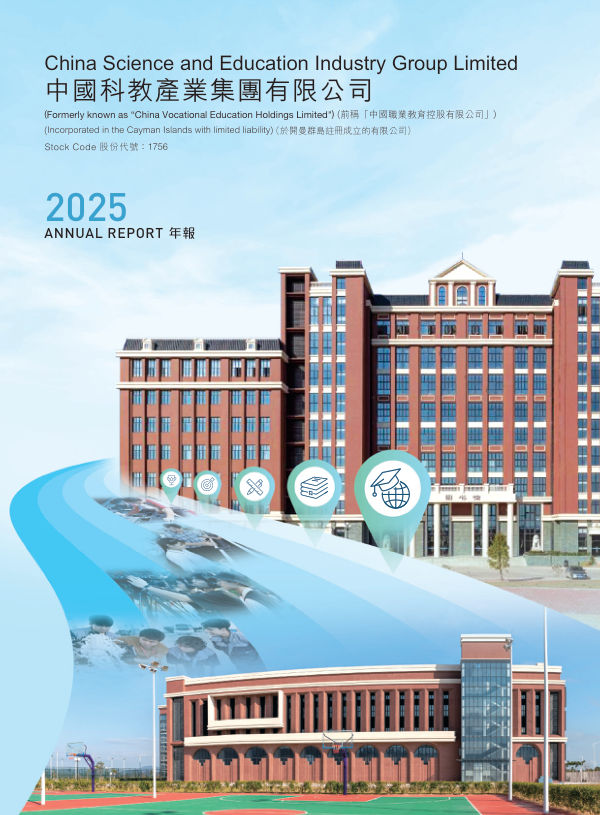 China Science and Education Industry Group Limited
中國科教產業集團有限公司
(Formerly known as “China Vocational Education Holdings Limited”) (前稱「中國職業教育控股有限公司」)
(Incorporated in the Cayman Islands with limited liability) (於開曼群島註冊成立的有限公司)
Stock Code 股份代號：1756
2025
ANNUAL REPORT 年報